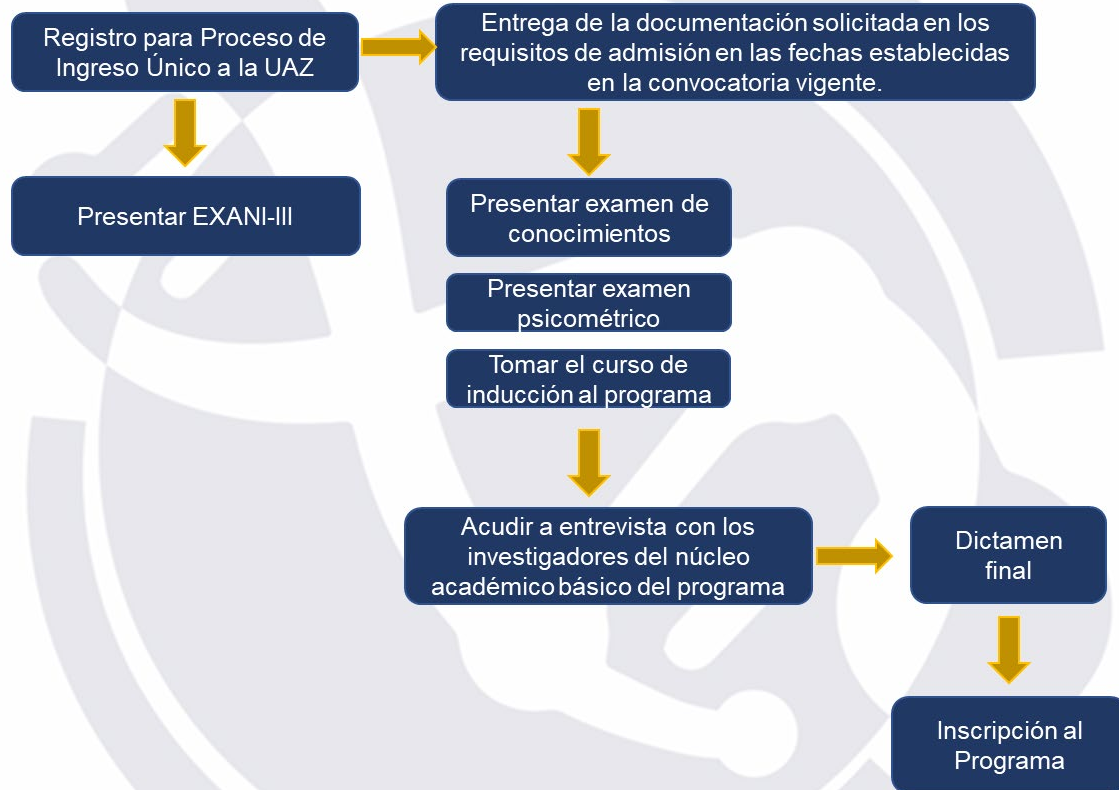 Registro para Proceso de
Ingreso Único a la UAZ
Entrega de la documentación solicitada en los
requisitos de admisión en las fechas establecidas
en la convocatoria vigente.
Presentar EXANI-III
Presentar examen de
conocimientos
Presentar examen
psicométrico
Tomar el curso de
inducción al programa
Acudir a entrevista con los
investigadores del núcleo
académico básico del programa
Dictamen
final
Inscripción al
Programa